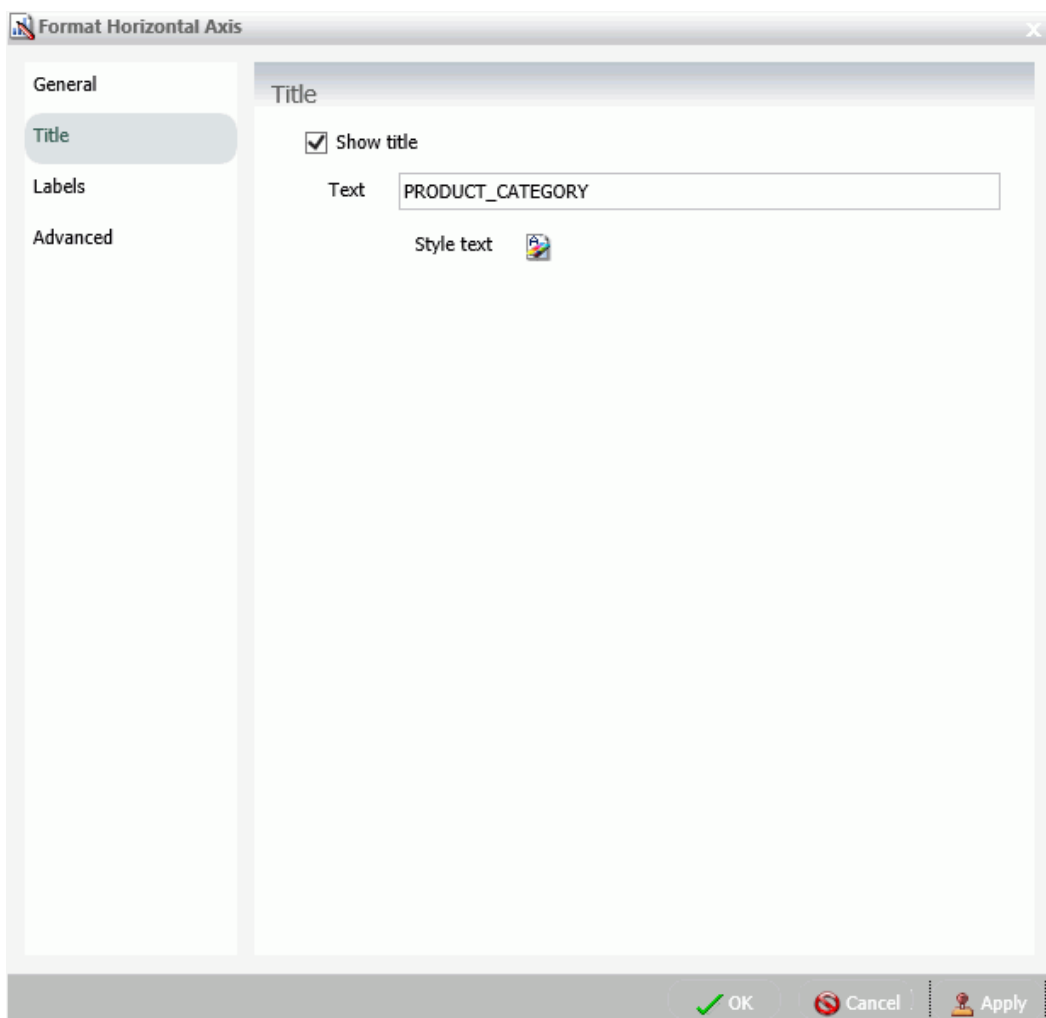 Format Horizontal Axis
General
Title
Labels
Advanced
Title
Show title
Text PRODUCT_CATEGORY
Style text
OK Cancel Apply